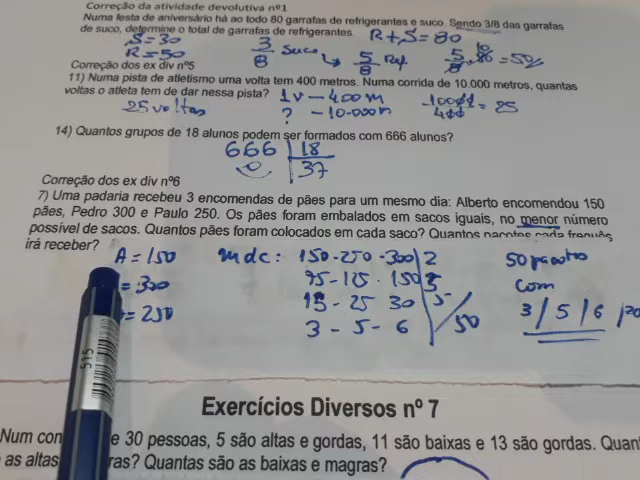 Correção da atividade devolutiva nº1
Numa festa de aniversário há ao todo 80 garrafas de refrigerantes e suco. Sendo 3/8 das garrafas
de suco, determine o total de garrafas de refrigerantes. R+S=80
S=30
R=50
3/8 Suco
5/8 Ref
Correção dos ex div nº5
11) Numa pista de atletismo uma volta tem 400 metros. Numa corrida de 10.000 metros, quantas
voltas o atleta tem de dar nessa pista? 1v — 400m
25 voltas ? — 10.000m = 25
14) Quantos grupos de 18 alunos podem ser formados com 666 alunos?
666 18
0 37
Correção dos ex div nº6
7) Uma padaria recebeu 3 encomendas de pães para um mesmo dia: Alberto encomendou 150
pães, Pedro 300 e Paulo 250. Os pães foram embalados em sacos iguais, no menor número
possível de sacos. Quantos pães foram colocados em cada saco? Quantos pacotes cada freguês
irá receber?
A=150 mdc: 150-250-300 2
=300 75-125-150 5
=250 15-25 30 5
3-5-6 /50
com
3/5/6
515
Exercícios Diversos nº 7
Num con e 30 pessoas, 5 são altas e gordas, 11 são baixas e 13 são gordas. Quan
as altas ras? Quantas são as baixas e magras?